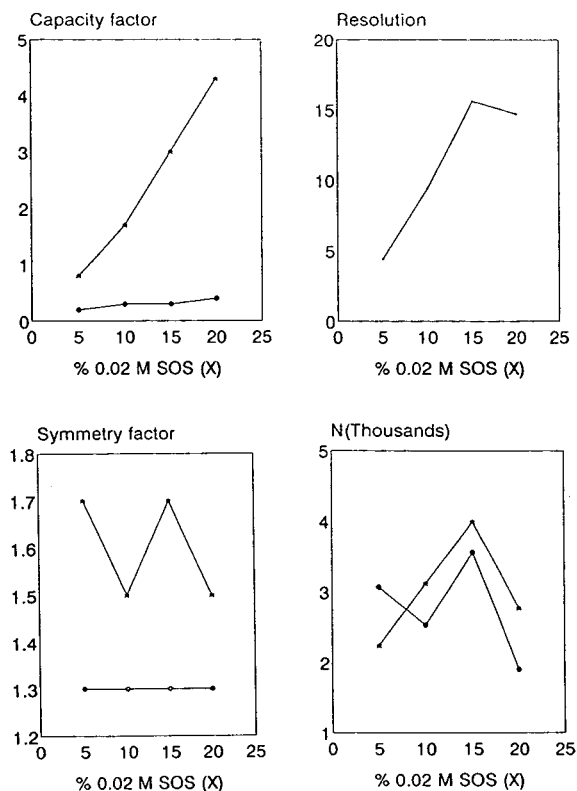 Capacity factor
5
4
3
2
1
0
0 5 10 15 20 25
% 0.02 M SOS (X)
Resolution
20
15
10
5
0
0 5 10 15 20 25
% 0.02 M SOS (X)
Symmetry factor
1.8
1.7
1.6
1.5
1.4
1.3
1.2
0 5 10 15 20 25
% 0.02 M SOS (X)
N(Thousands)
5
4
3
2
1
0 5 10 15 20 25
% 0.02 M SOS (X)